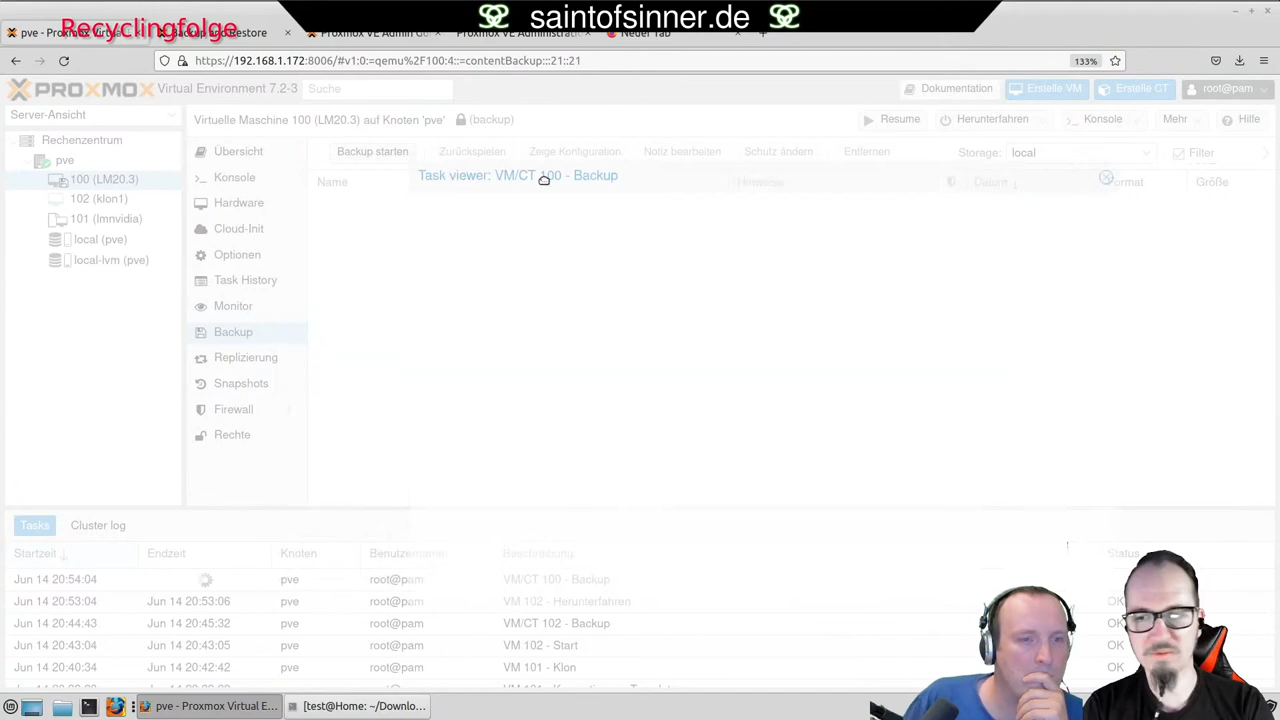 saintofsinner.de
Recyclingfolge
pve - Proxmox Virtual
Backup and Restore
Proxmox VE Admin
Proxmox VE Administrati
Neuer Tab
https://192.168.1.172:8006/#v1:0:=qemu%2F100:4::=contentBackup:::21::21
133%
PROXMOX Virtual Environment 7.2-3
Suche
Documentation
Erstelle VM
Erstelle CT
root@pam
Server-Ansicht
Virtuelle Maschine 100 (LM20.3) auf Knoten 'pve' (backup)
Resume
Herunterfahren
Konsole
Mehr
Hilfe
Rechenzentrum
pve
100 (LM20.3)
102 (klon1)
101 (lmnvidia)
local (pve)
local-lvm (pve)
Übersicht
Konsole
Hardware
Cloud-Init
Optionen
Task History
Monitor
Backup
Replizierung
Snapshots
Firewall
Rechte
Backup starten
Zurückspielen
Zeige Konfiguration
Notiz bearbeiten
Schutz ändern
Entfernen
Storage: local
Filter
Task viewer: VM/CT 100 - Backup
Name
Hinweise
Datum
Format
Größe
Tasks
Cluster log
Startzeit Endzeit Knoten Benutzername Beschreibung Status
Jun 14 20:54:04 pve root@pam VM/CT 100 - Backup
Jun 14 20:53:04 Jun 14 20:53:06 pve root@pam VM 102 - Herunterfahren OK
Jun 14 20:44:43 Jun 14 20:45:32 pve root@pam VM/CT 102 - Backup OK
Jun 14 20:43:04 Jun 14 20:43:05 pve root@pam VM 102 - Start OK
Jun 14 20:40:34 Jun 14 20:42:42 pve root@pam VM 101 - Klon OK
pve - Proxmox Virtual E...
[test@Home: ~/Downlo...